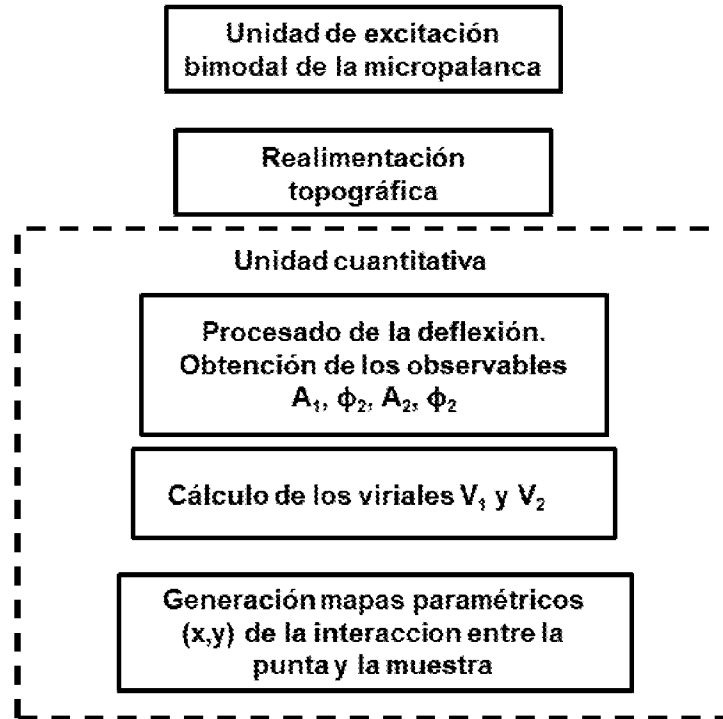 Unidad de excitación
bimodal de la micropalanca
Realimentación
topográfica
Unidad cuantitativa
Procesado de la deflexión.
Obtención de los observables
A₁, ϕ₂, A₂, ϕ₂
Cálculo de los viriales V₁ y V₂
Generación mapas paramétricos
(x,y) de la interaccion entre la
punta y la muestra